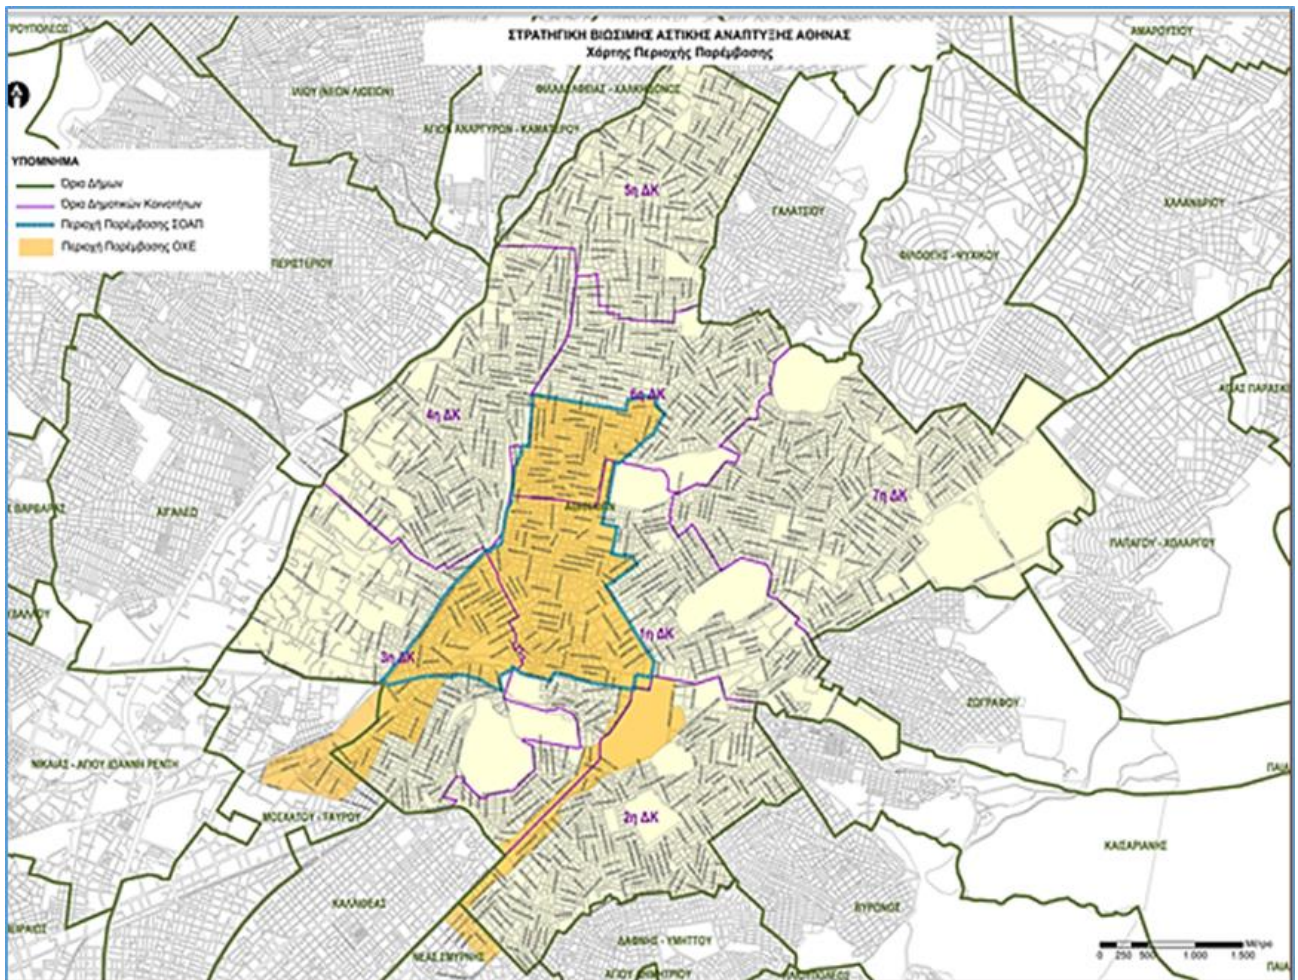 ΣΤΡΑΤΗΓΙΚΗ ΒΙΩΣΙΜΗΣ ΑΣΤΙΚΗΣ ΑΝΑΠΤΥΞΗΣ ΑΘΗΝΑΣ
Χάρτης Περιοχής Παρέμβασης
ΑΜΑΡΟΥΣΙΟΥ
ΙΛΙΟΥ (ΝΕΩΝ ΛΙΟΣΙΩΝ)
ΦΙΛΑΔΕΛΦΕΙΑΣ - ΧΑΛΚΗΔΟΝΟΣ
ΑΓΙΩΝ ΑΝΑΡΓΥΡΩΝ - ΚΑΜΑΤΕΡΟΥ
ΥΠΟΜΝΗΜΑ
Όρια Δήμων
Όρια Δημοτικών Κοινοτήτων
Περιοχή Παρέμβασης ΣΟΑΠ
Περιοχή Παρέμβασης ΟΧΕ
5η ΔΚ
ΓΑΛΑΤΣΙΟΥ
ΧΑΛΑΝΔΡΙΟΥ
ΦΙΛΟΘΕΗΣ - ΨΥΧΙΚΟΥ
ΠΕΡΙΣΤΕΡΙΟΥ
6η ΔΚ
4η ΔΚ
7η ΔΚ
ΑΙΓΑΛΕΩ
ΑΘΗΝΑΙΩΝ
ΠΑΠΑΓΟΥ - ΧΟΛΑΡΓΟΥ
1η ΔΚ
3η ΔΚ
ΖΩΓΡΑΦΟΥ
ΝΙΚΑΙΑΣ - ΑΓΙΟΥ ΙΩΑΝΝΗ ΡΕΝΤΗ
ΜΟΣΧΑΤΟΥ - ΤΑΥΡΟΥ
2η ΔΚ
ΚΑΙΣΑΡΙΑΝΗΣ
ΚΑΛΛΙΘΕΑΣ
ΒΥΡΩΝΟΣ
ΔΑΦΝΗΣ - ΥΜΗΤΤΟΥ
ΝΕΑΣ ΣΜΥΡΝΗΣ
ΑΓΙΟΥ ΔΗΜΗΤΡΙΟΥ
Μέτρα
0 250 500 1.000 1.500